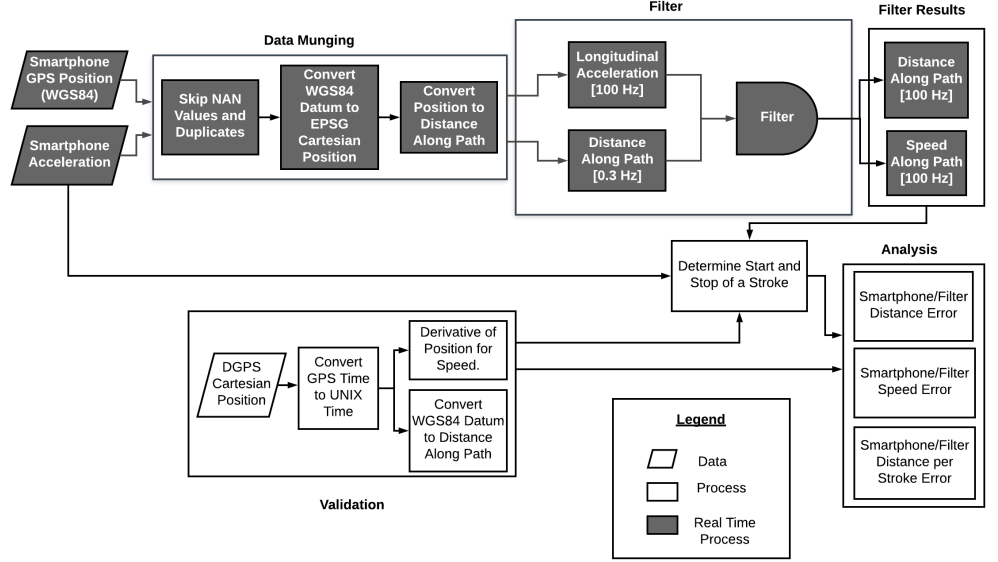 Data Munging
Filter
Filter Results
Smartphone
GPS Position
(WGS84)
Smartphone
Acceleration
Skip NAN
Values and
Duplicates
Convert
WGS84
Datum to
EPSG
Cartesian
Position
Convert
Position to
Distance
Along Path
Longitudinal
Acceleration
[100 Hz]
Distance
Along Path
[0.3 Hz]
Filter
Distance
Along Path
[100 Hz]
Speed
Along Path
[100 Hz]
Determine Start and
Stop of a Stroke
Analysis
Smartphone/Filter
Distance Error
Smartphone/Filter
Speed Error
Smartphone/Filter
Distance per
Stroke Error
DGPS
Cartesian
Position
Convert
GPS Time
to UNIX
Time
Derivative of
Position for
Speed.
Convert
WGS84 Datum
to Distance
Along Path
Validation
Legend
Data
Process
Real Time
Process